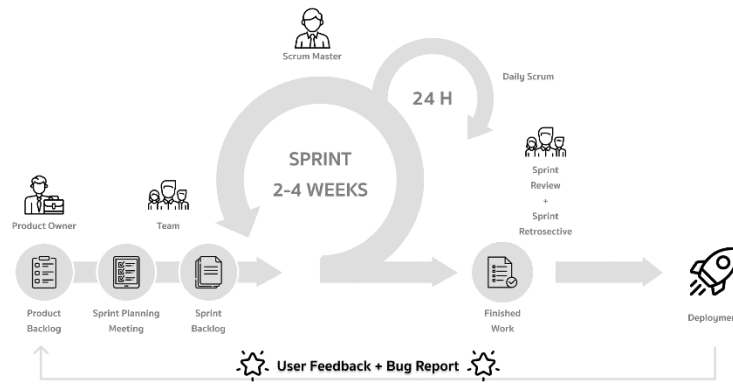 Scrum Master
24 H
Daily Scrum
SPRINT
2-4 WEEKS
Sprint
Review
+
Sprint
Retrosective
Product Owner
Team
Product
Backlog
Sprint Planning
Meeting
Sprint
Backlog
Finished
Work
Deploymen
User Feedback + Bug Report